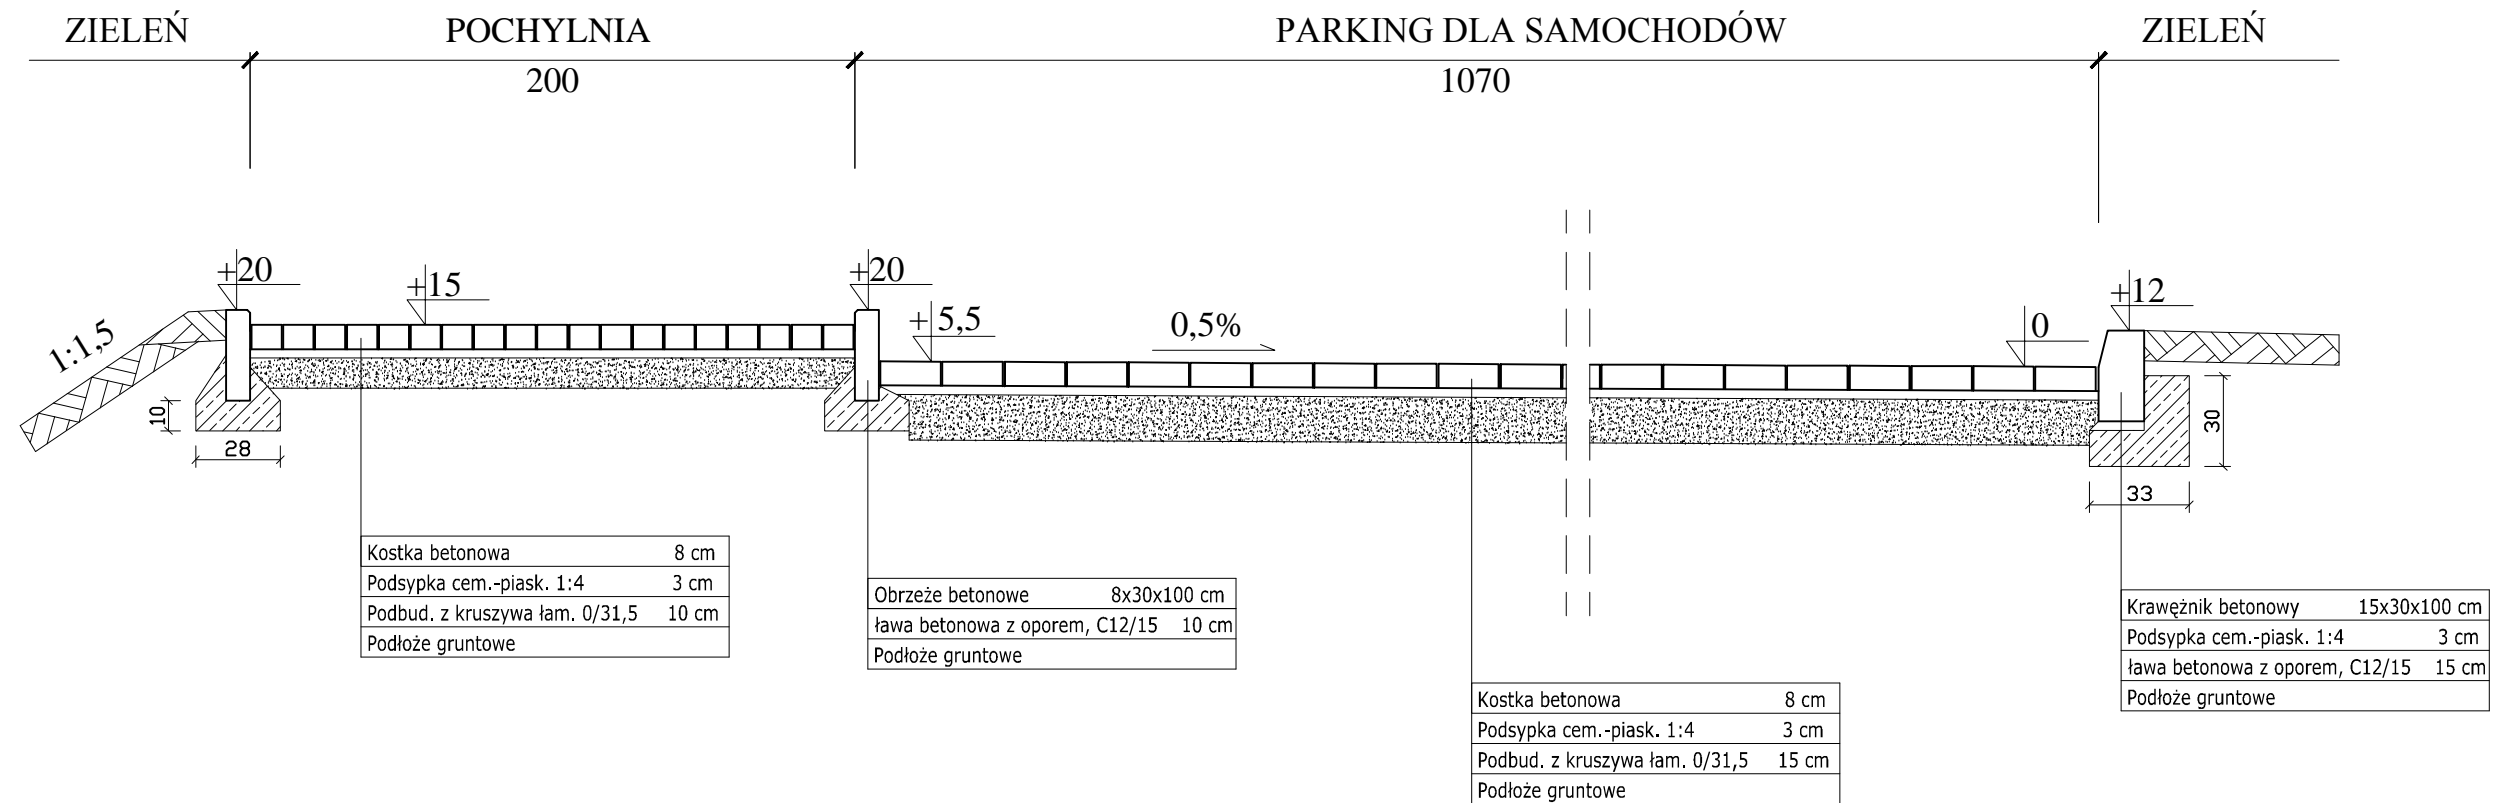 ZIELEŃ POCHYLNIA PARKING DLA SAMOCHODÓW ZIELEŃ
200 1070
+20 +15 +20 +5,5 0,5% 0 +12
1:1,5
10
28
30
33
Kostka betonowa 8 cm
Podsypka cem.-piask. 1:4 3 cm
Podbud. z kruszywa łam. 0/31,5 10 cm
Podłoże gruntowe
Obrzeże betonowe 8x30x100 cm
ława betonowa z oporem, C12/15 10 cm
Podłoże gruntowe
Kostka betonowa 8 cm
Podsypka cem.-piask. 1:4 3 cm
Podbud. z kruszywa łam. 0/31,5 15 cm
Podłoże gruntowe
Krawężnik betonowy 15x30x100 cm
Podsypka cem.-piask. 1:4 3 cm
ława betonowa z oporem, C12/15 15 cm
Podłoże gruntowe